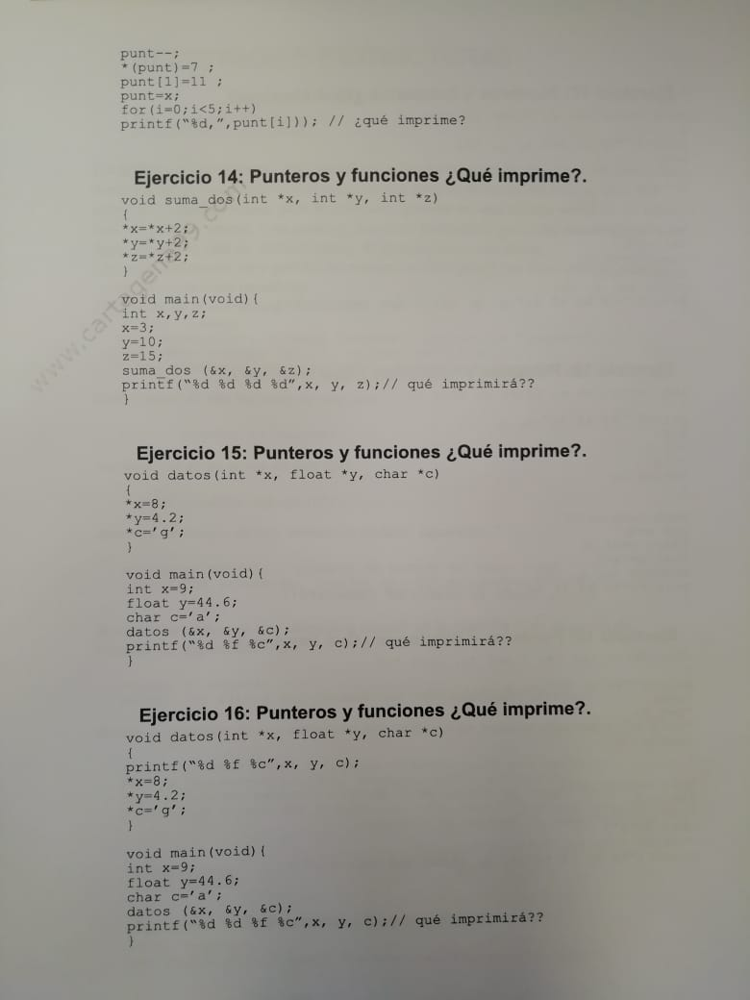 punt--;
*(punt)=7 ;
punt[1]=11 ;
punt=x;
for(i=0;i<5;i++)
printf(“%d,”,punt[i])); // ¿qué imprime?
Ejercicio 14: Punteros y funciones ¿Qué imprime?.
void suma_dos(int *x, int *y, int *z)
{
*x=*x+2;
*y=*y+2;
*z=*z+2;
}
void main(void){
int x,y,z;
x=3;
y=10;
z=15;
suma_dos (&x, &y, &z);
printf(“%d %d %d %d”,x, y, z);// qué imprimirá??
}
Ejercicio 15: Punteros y funciones ¿Qué imprime?.
void datos(int *x, float *y, char *c)
{
*x=8;
*y=4.2;
*c=’g’;
}
void main(void){
int x=9;
float y=44.6;
char c=’a’;
datos (&x, &y, &c);
printf(“%d %f %c”,x, y, c);// qué imprimirá??
}
Ejercicio 16: Punteros y funciones ¿Qué imprime?.
void datos(int *x, float *y, char *c)
{
printf(“%d %f %c”,x, y, c);
*x=8;
*y=4.2;
*c=’g’;
}
void main(void){
int x=9;
float y=44.6;
char c=’a’;
datos (&x, &y, &c);
printf(“%d %d %f %c”,x, y, c);// qué imprimirá??
}
www.cartagena99.com